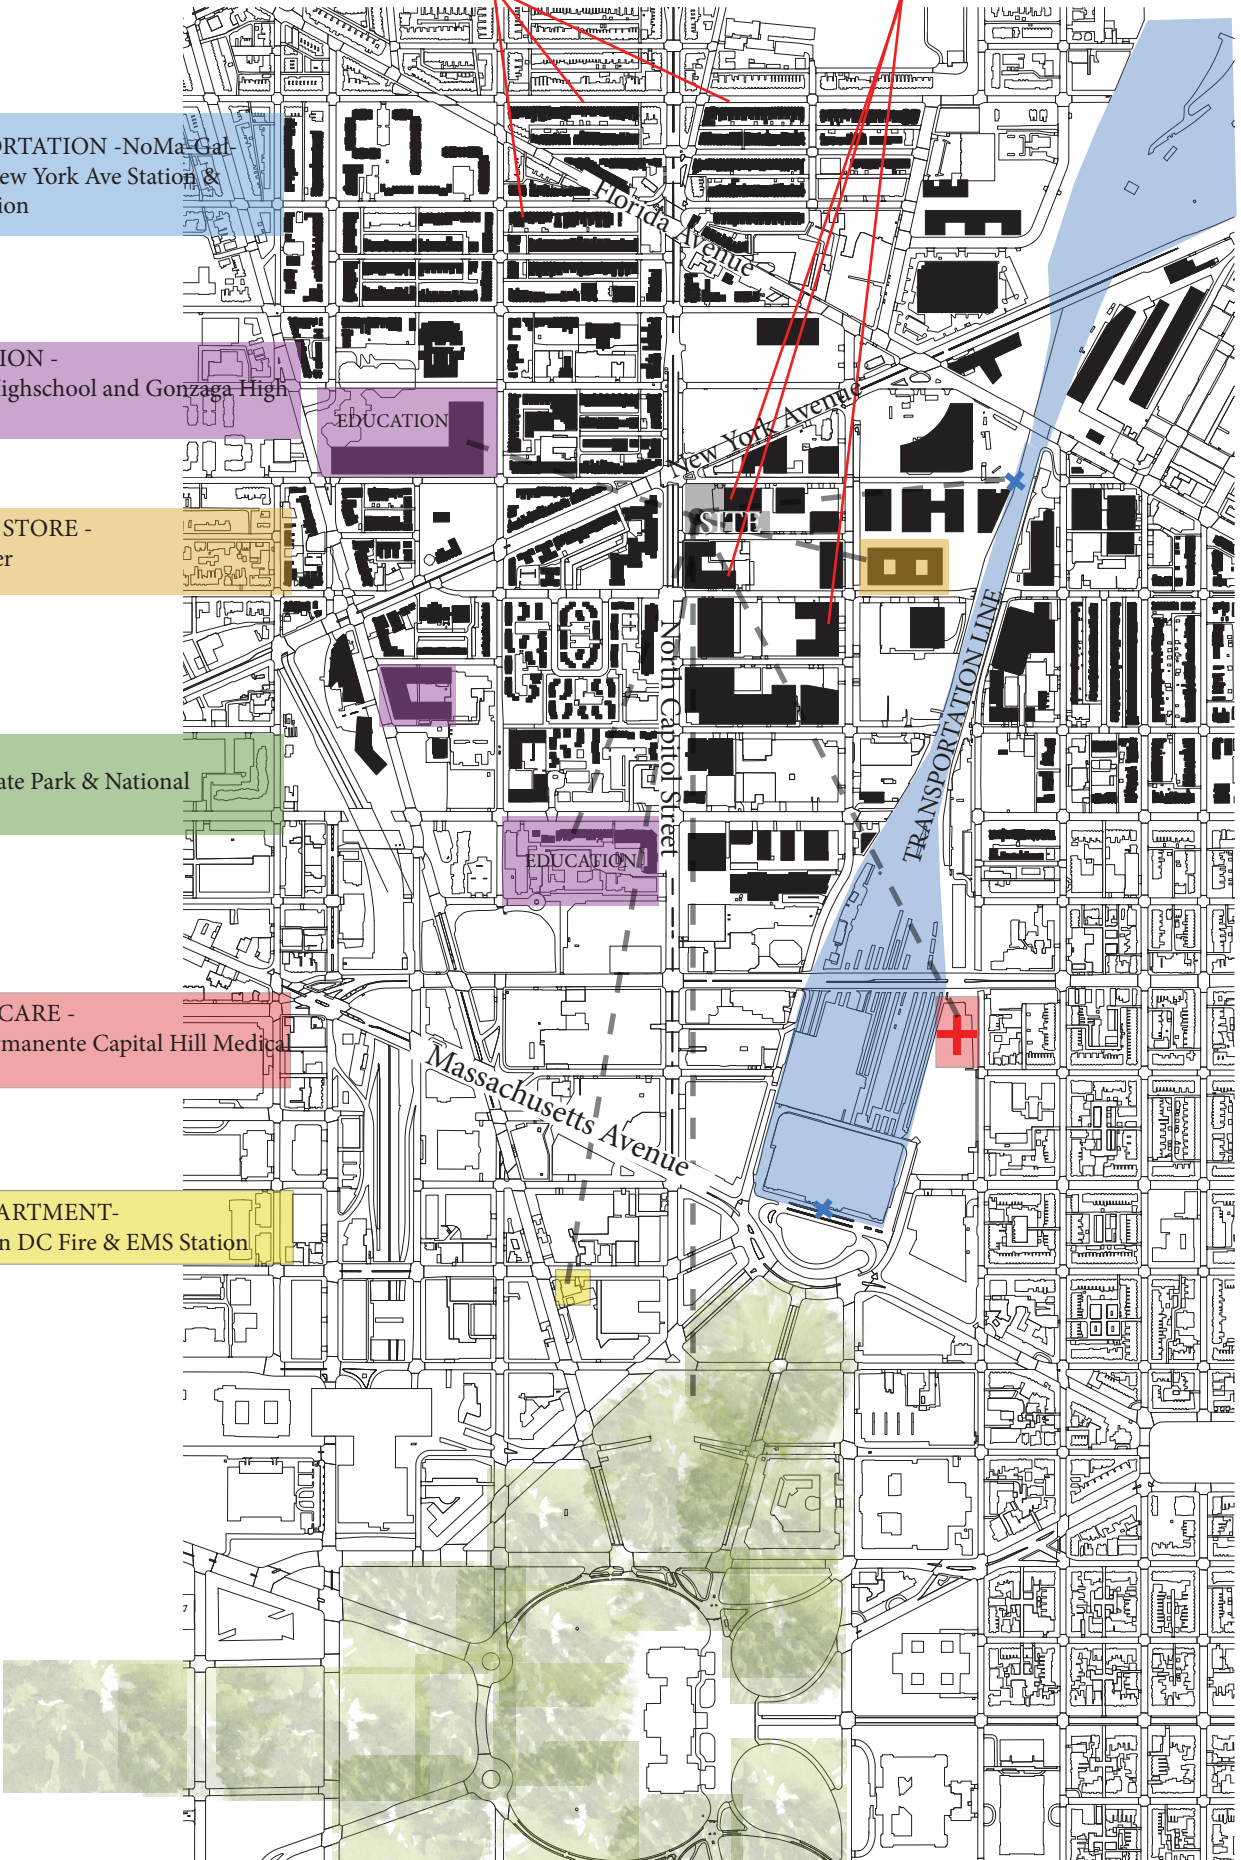 ORTATION -NoMa-Gal-
ew York Ave Station &
ion
Florida Avenue
ION -
Highschool and Gonzaga High
EDUCATION
New York Avenue
SITE
STORE -
er
North Capitol Street
TRANSPORTATION LINE
ate Park & National
EDUCATION
CARE -
rmanente Capital Hill Medical
Massachusetts Avenue
ARTMENT-
n DC Fire & EMS Station